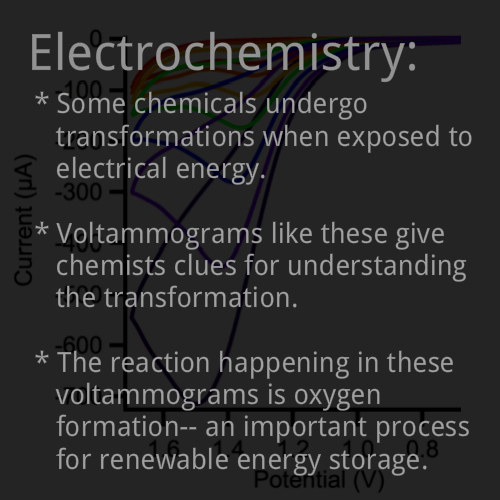 Electrochemistry:
* Some chemicals undergo
transformations when exposed to
electrical energy.
* Voltammograms like these give
chemists clues for understanding
the transformation.
* The reaction happening in these
voltammograms is oxygen
formation-- an important process
for renewable energy storage.
0
-100
-300
-600
Current (µA)
1.6 1.4 1.2 1.0 0.8
Potential (V)